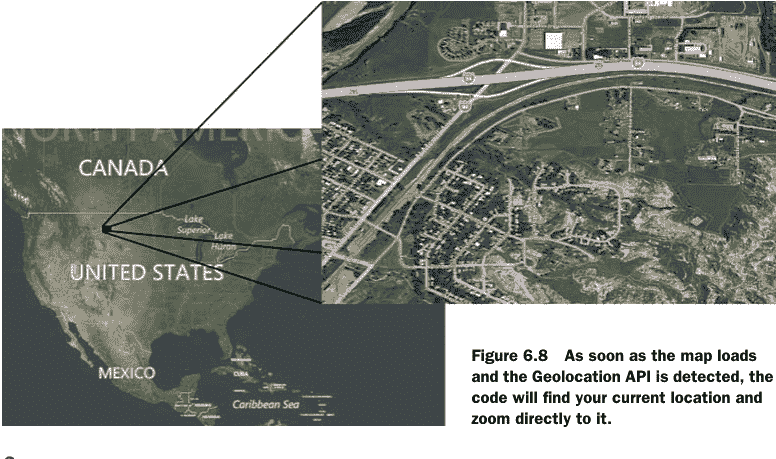 NORTH AMERICA
CANADA
Lake
Superior
Lake
Huron
UNITED STATES
MEXICO
CUBA
Caribbean Sea
Figure 6.8 As soon as the map loads
and the Geolocation API is detected, the
code will find your current location and
zoom directly to it.